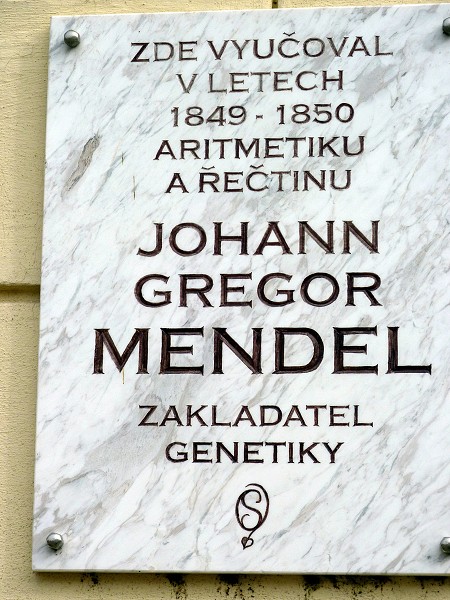 ZDE VYUČOVAL
V LETECH
1849 - 1850
ARITMETIKU
A ŘEČTINU
JOHANN
GREGOR
MENDEL
ZAKLADATEL
GENETIKY
S